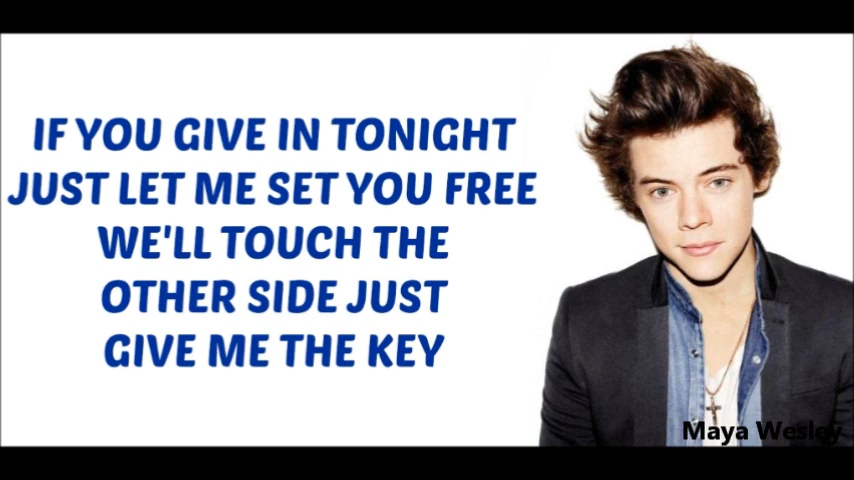 IF YOU GIVE IN TONIGHT
JUST LET ME SET YOU FREE
WE'LL TOUCH THE
OTHER SIDE JUST
GIVE ME THE KEY
Maya Wesley